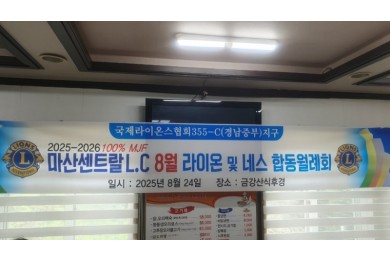 국제라이온스협회355-C(경남중부)지구
2025-2026 100% MJF
마산센트랄L.C 8월 라이온 및 네스 합동월례회
일시 : 2025년 8월 24일 장소 : 금강산식후경